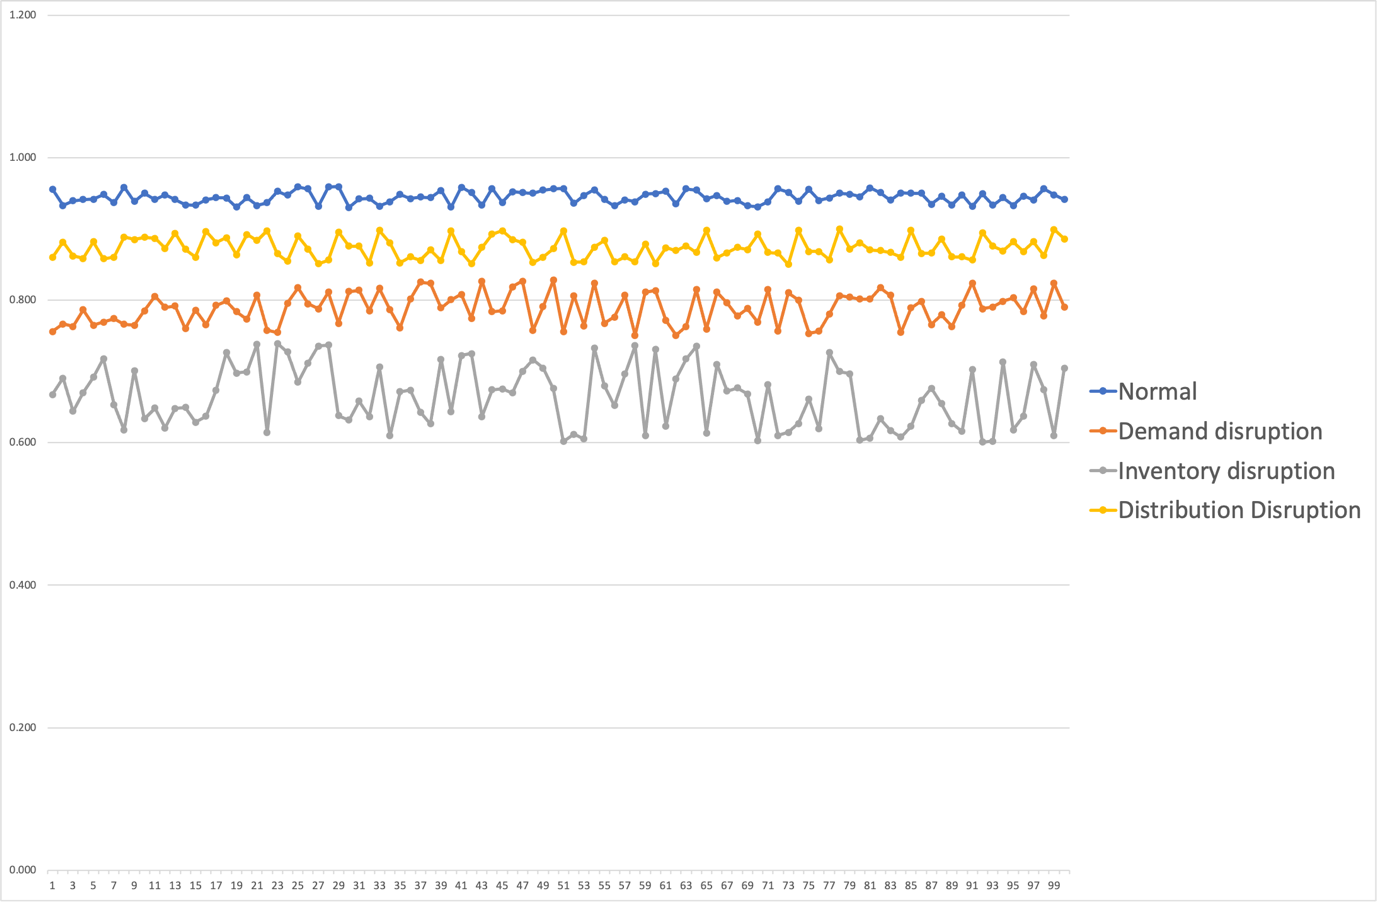 1.200
1.000
0.800
0.600
0.400
0.200
0.000
1 3 5 7 9 11 13 15 17 19 21 23 25 27 29 31 33 35 37 39 41 43 45 47 49 51 53 55 57 59 61 63 65 67 69 71 73 75 77 79 81 83 85 87 89 91 93 95 97 99
Normal
Demand disruption
Inventory disruption
Distribution Disruption